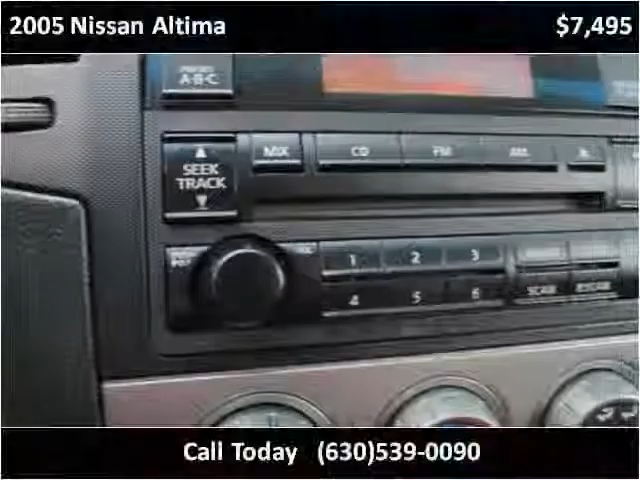 2005 Nissan Altima $7,495
A·B·C
MIX CD FM AM
SEEK
TRACK
1 2 3
4 5 6 SCAN
Call Today (630)539-0090